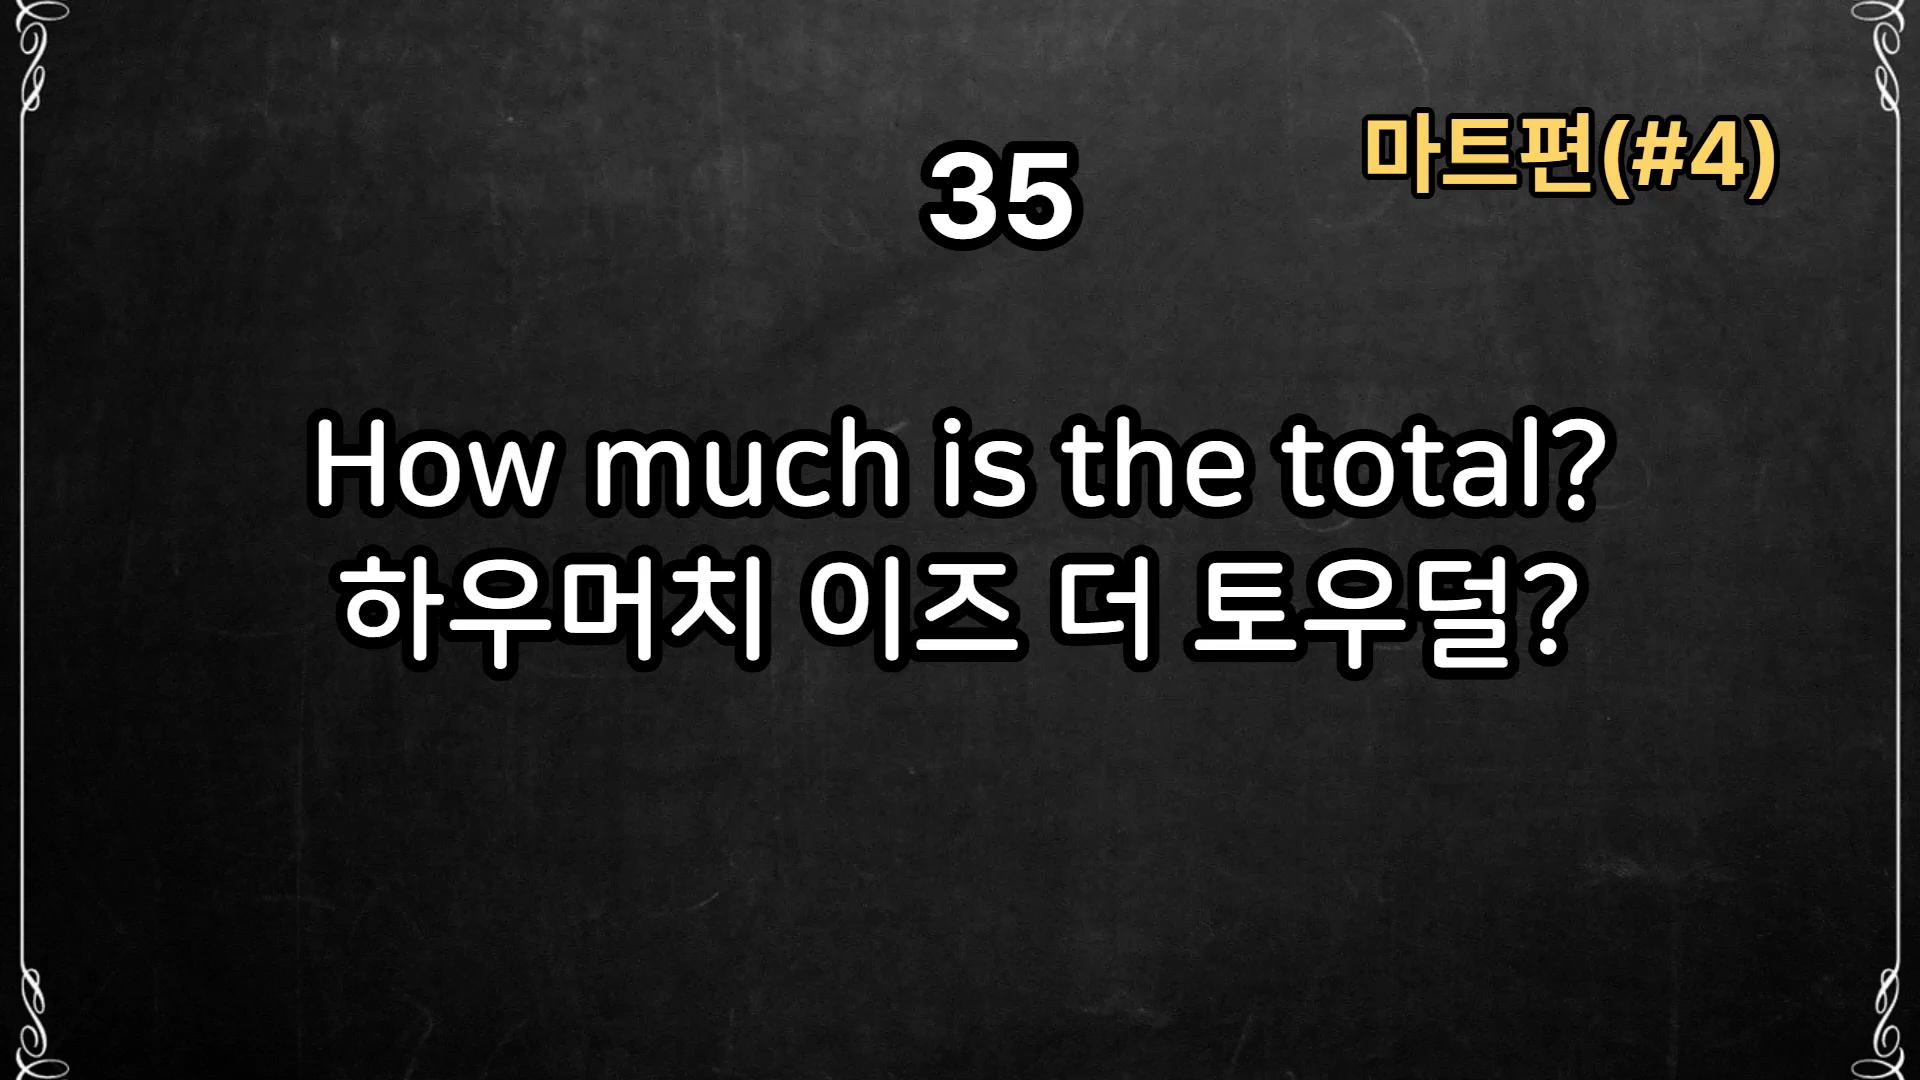 35
마트편(#4)
How much is the total?
하우머치 이즈 더 토우덜?